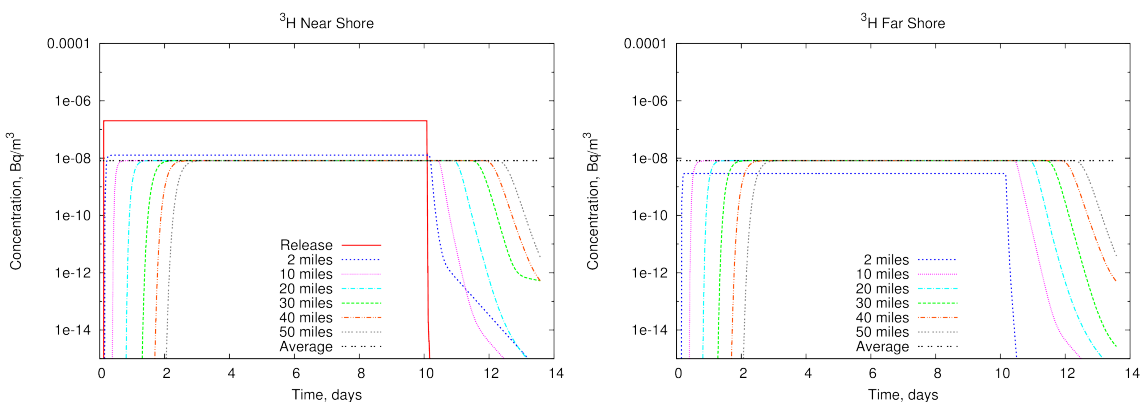 ³H Near Shore
0.0001
1e-06
1e-08
1e-10
1e-12
1e-14
Concentration, Bq/m³
Release
2 miles
10 miles
20 miles
30 miles
40 miles
50 miles
Average
0 2 4 6 8 10 12 14
Time, days
³H Far Shore
0.0001
1e-06
1e-08
1e-10
1e-12
1e-14
Concentration, Bq/m³
2 miles
10 miles
20 miles
30 miles
40 miles
50 miles
Average
0 2 4 6 8 10 12 14
Time, days